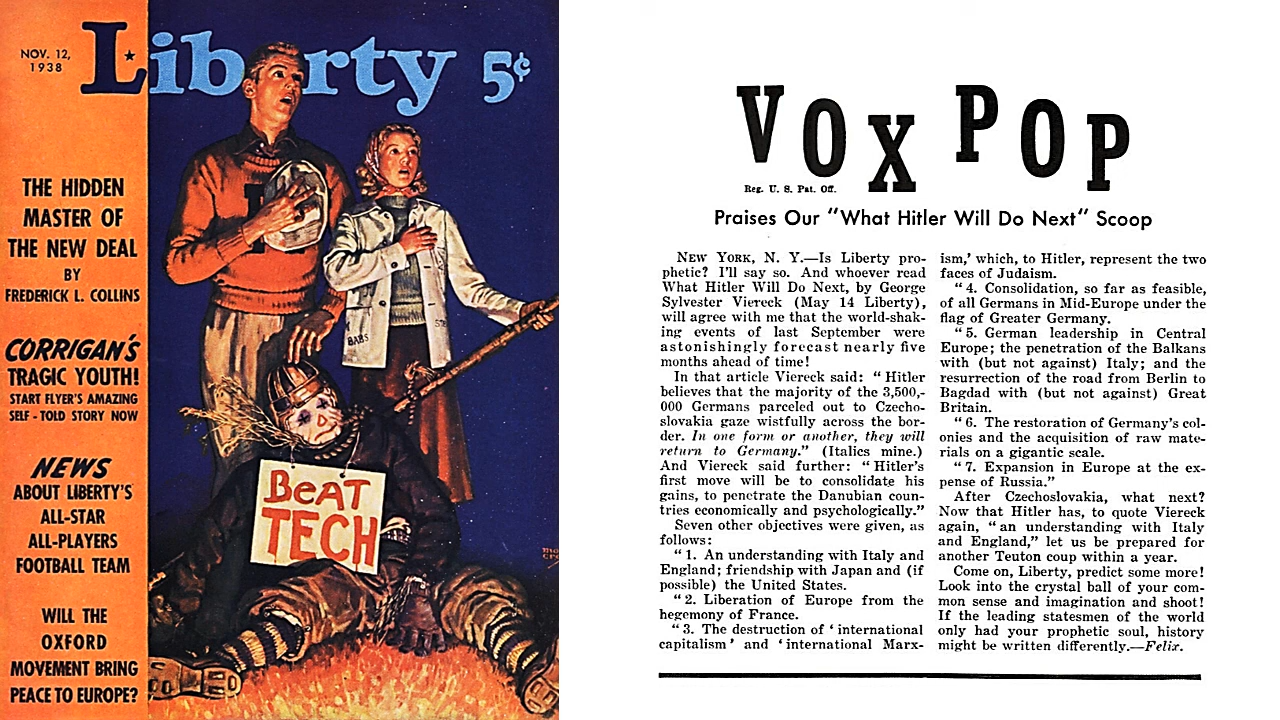 NOV. 12,
1938
Liberty 5¢
THE HIDDEN
MASTER OF
THE NEW DEAL
BY
FREDERICK L. COLLINS
CORRIGAN'S
TRAGIC YOUTH!
START FLYER'S AMAZING
SELF-TOLD STORY NOW
NEWS
ABOUT LIBERTY'S
ALL-STAR
ALL-PLAYERS
FOOTBALL TEAM
WILL THE
OXFORD
MOVEMENT BRING
PEACE TO EUROPE?
BABS
BEAT
TECH
VOX POP
Reg. U. S. Pat. Off.
Praises Our "What Hitler Will Do Next" Scoop
NEW YORK, N. Y.—Is Liberty pro-
phetic? I'll say so. And whoever read
What Hitler Will Do Next, by George
Sylvester Viereck (May 14 Liberty),
will agree with me that the world-shak-
ing events of last September were
astonishingly forecast nearly five
months ahead of time!
In that article Viereck said: "Hitler
believes that the majority of the 3,500,-
000 Germans parceled out to Czecho-
slovakia gaze wistfully across the bor-
der. In one form or another, they will
return to Germany." (Italics mine.)
And Viereck said further: "Hitler's
first move will be to consolidate his
gains, to penetrate the Danubian coun-
tries economically and psychologically."
Seven other objectives were given, as
follows:
"1. An understanding with Italy and
England; friendship with Japan and (if
possible) the United States.
"2. Liberation of Europe from the
hegemony of France.
"3. The destruction of 'international
capitalism' and 'international Marx-
ism,' which, to Hitler, represent the two
faces of Judaism.
"4. Consolidation, so far as feasible,
of all Germans in Mid-Europe under the
flag of Greater Germany.
"5. German leadership in Central
Europe; the penetration of the Balkans
with (but not against) Italy; and the
resurrection of the road from Berlin to
Bagdad with (but not against) Great
Britain.
"6. The restoration of Germany's col-
onies and the acquisition of raw mate-
rials on a gigantic scale.
"7. Expansion in Europe at the ex-
pense of Russia."
After Czechoslovakia, what next?
Now that Hitler has, to quote Viereck
again, "an understanding with Italy
and England," let us be prepared for
another Teuton coup within a year.
Come on, Liberty, predict some more!
Look into the crystal ball of your com-
mon sense and imagination and shoot!
If the leading statesmen of the world
only had your prophetic soul, history
might be written differently.—Felix.